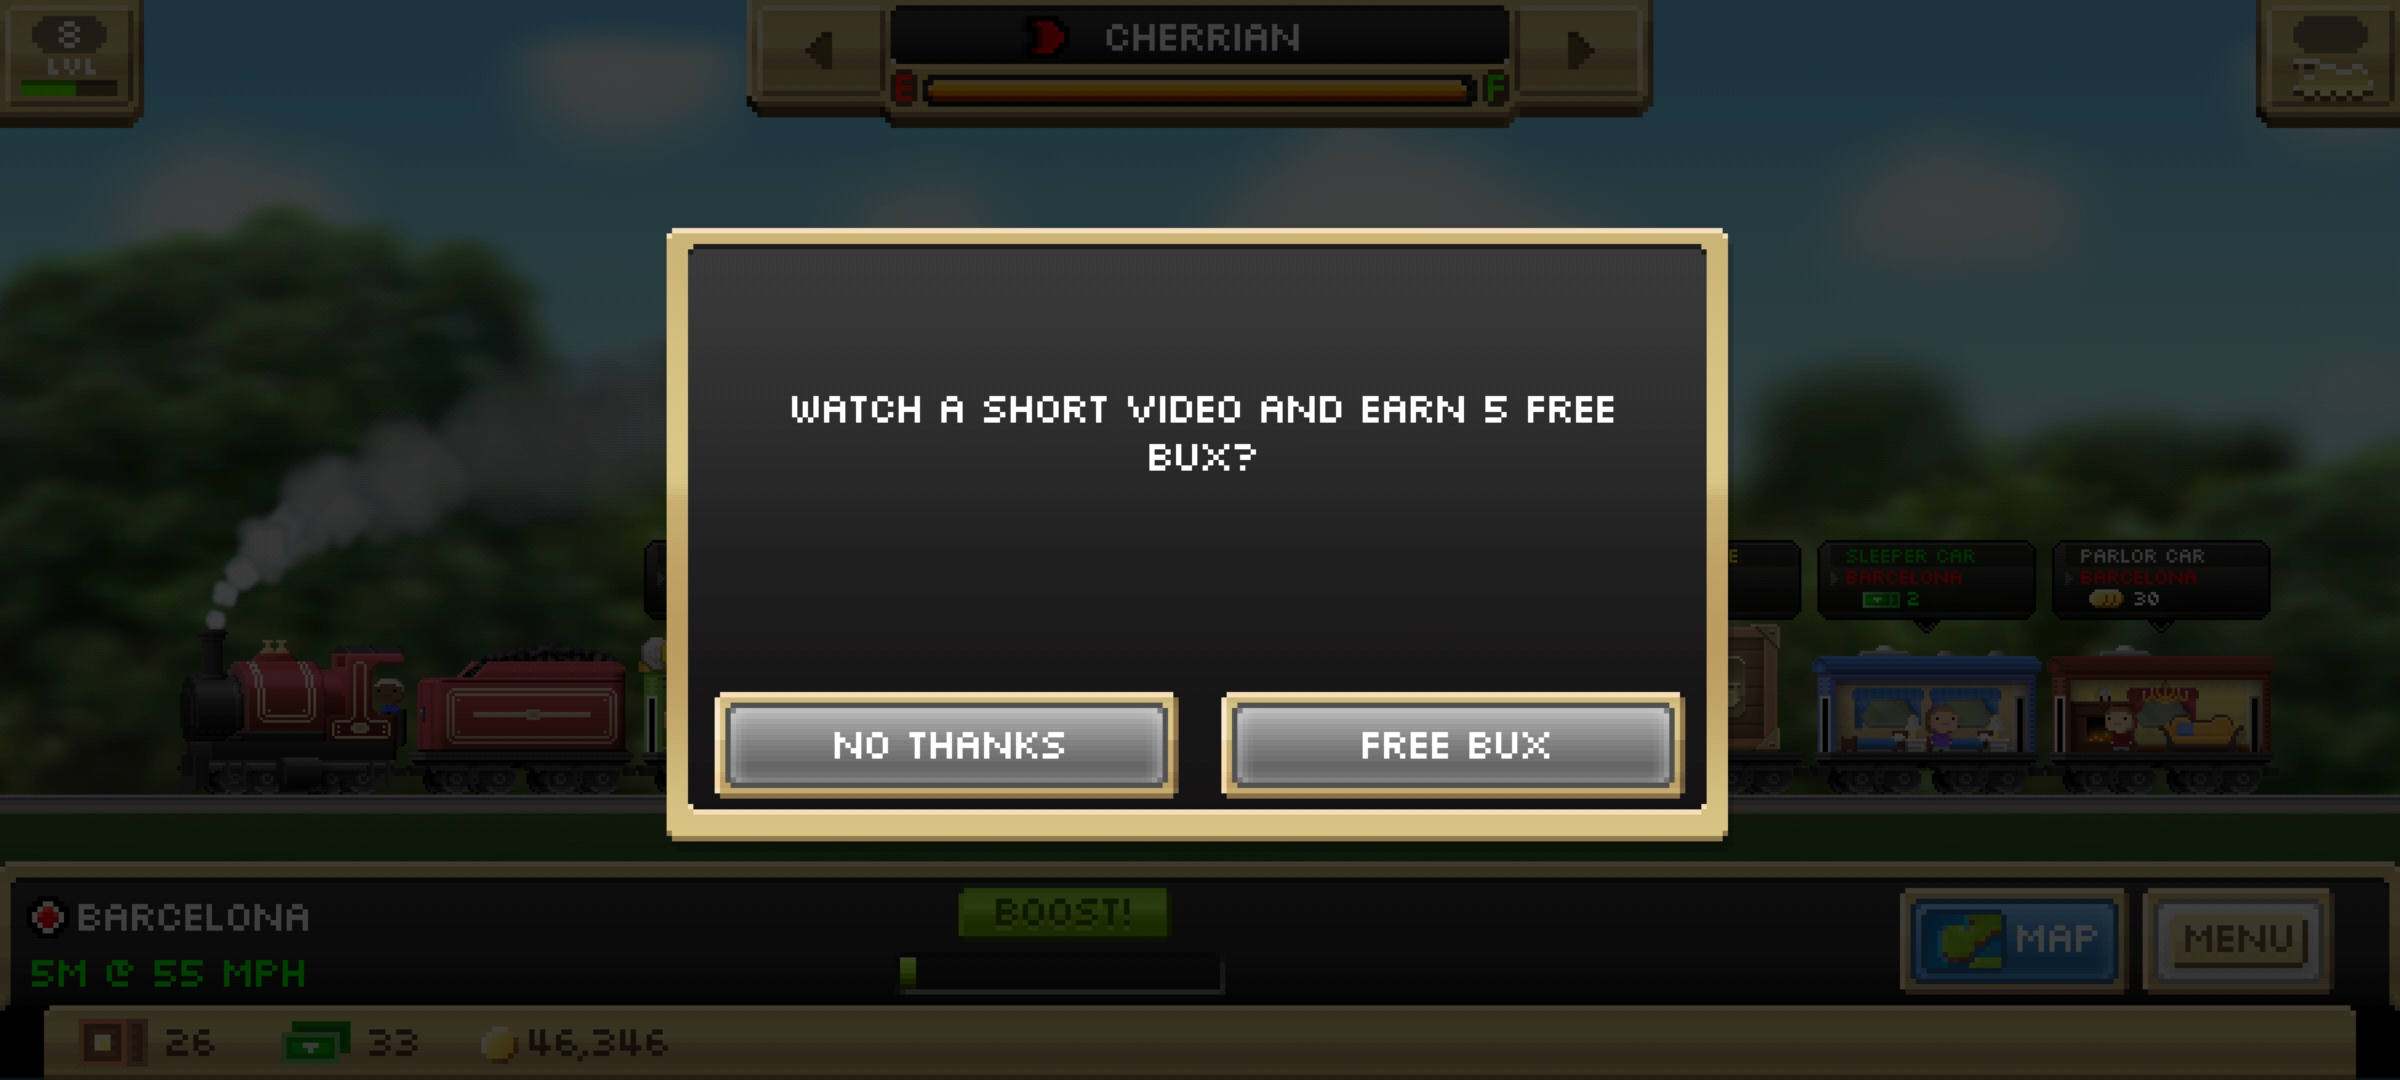 8
LVL
CHERRIAN
E F
WATCH A SHORT VIDEO AND EARN 5 FREE
BUX?
NO THANKS
FREE BUX
E
SLEEPER CAR
BARCELONA
2
PARLOR CAR
BARCELONA
30
BARCELONA
5M @ 55 MPH
BOOST!
MAP
MENU
26
33
46,346